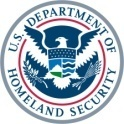 U.S. DEPARTMENT OF
HOMELAND SECURITY